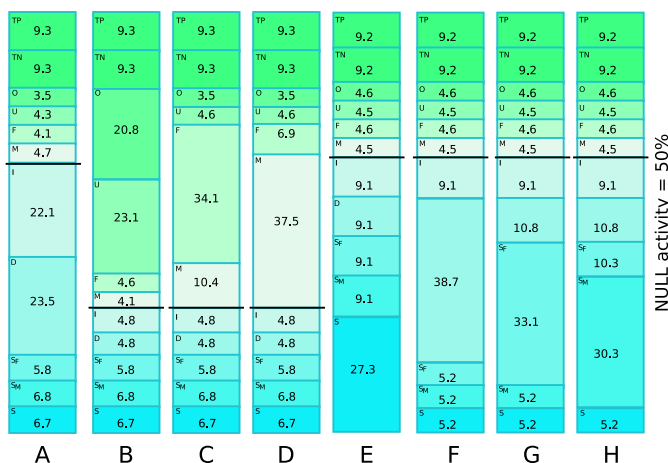 TP 9.3
TN 9.3
O 3.5
U 4.3
F 4.1
M 4.7
I 22.1
D 23.5
SF 5.8
SM 6.8
S 6.7
A
TP 9.3
TN 9.3
O 20.8
U 23.1
F 4.6
M 4.1
I 4.8
D 4.8
SF 5.8
SM 6.8
S 6.7
B
TP 9.3
TN 9.3
O 3.5
U 4.6
F 34.1
M 10.4
I 4.8
D 4.8
SF 5.8
SM 6.8
S 6.7
C
TP 9.3
TN 9.3
O 3.5
U 4.6
F 6.9
M 37.5
I 4.8
D 4.8
SF 5.8
SM 6.8
S 6.7
D
TP 9.2
TN 9.2
O 4.6
U 4.5
F 4.6
M 4.5
I 9.1
D 9.1
SF 9.1
SM 9.1
S 27.3
E
TP 9.2
TN 9.2
O 4.6
U 4.5
F 4.6
M 4.5
I 9.1
38.7
SF 5.2
SM 5.2
S 5.2
F
TP 9.2
TN 9.2
O 4.6
U 4.5
F 4.6
M 4.5
I 9.1
10.8
SF 33.1
SM 5.2
S 5.2
G
TP 9.2
TN 9.2
O 4.6
U 4.5
F 4.6
M 4.5
I 9.1
10.8
SF 10.3
SM 30.3
S 5.2
H
NULL activity = 50%